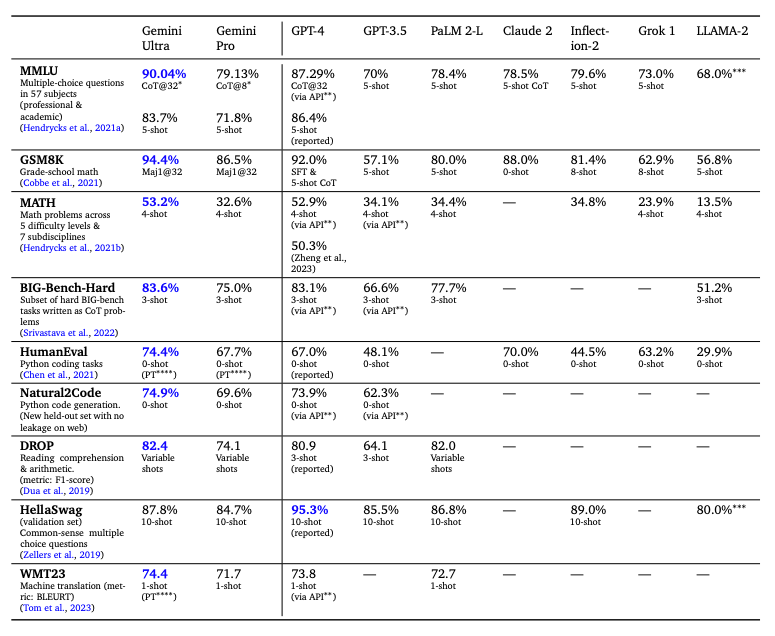 Gemini Ultra Gemini Pro GPT-4 GPT-3.5 PaLM 2-L Claude 2 Inflect-ion-2 Grok 1 LLAMA-2
MMLU 90.04% 79.13% 87.29% 70% 78.4% 78.5% 79.6% 73.0% 68.0%***
Multiple-choice questions CoT@32* CoT@8* CoT@32 5-shot 5-shot 5-shot CoT 5-shot 5-shot
in 57 subjects (via API**)
(professional &
academic) 83.7% 71.8% 86.4%
(Hendrycks et al., 2021a) 5-shot 5-shot 5-shot
(reported)
GSM8K 94.4% 86.5% 92.0% 57.1% 80.0% 88.0% 81.4% 62.9% 56.8%
Grade-school math Maj1@32 Maj1@32 SFT & 5-shot 5-shot 0-shot 8-shot 8-shot 5-shot
(Cobbe et al., 2021) 5-shot CoT
MATH 53.2% 32.6% 52.9% 34.1% 34.4% — 34.8% 23.9% 13.5%
Math problems across 4-shot 4-shot 4-shot 4-shot 4-shot 4-shot 4-shot
5 difficulty levels & (via API**) (via API**)
7 subdisciplines
(Hendrycks et al., 2021b) 50.3%
(Zheng et al.,
2023)
BIG-Bench-Hard 83.6% 75.0% 83.1% 66.6% 77.7% — — — 51.2%
Subset of hard BIG-bench 3-shot 3-shot 3-shot 3-shot 3-shot 3-shot
tasks written as CoT prob- (via API**) (via API**)
lems
(Srivastava et al., 2022)
HumanEval 74.4% 67.7% 67.0% 48.1% — 70.0% 44.5% 63.2% 29.9%
Python coding tasks 0-shot 0-shot 0-shot 0-shot 0-shot 0-shot 0-shot 0-shot
(Chen et al., 2021) (PT****) (PT****) (reported)
Natural2Code 74.9% 69.6% 73.9% 62.3% — — — — —
Python code generation. 0-shot 0-shot 0-shot 0-shot
(New held-out set with no (via API**) (via API**)
leakage on web)
DROP 82.4 74.1 80.9 64.1 82.0 — — — —
Reading comprehension Variable Variable 3-shot 3-shot Variable
& arithmetic. shots shots (reported) shots
(metric: F1-score)
(Dua et al., 2019)
HellaSwag 87.8% 84.7% 95.3% 85.5% 86.8% — 89.0% — 80.0%***
(validation set) 10-shot 10-shot 10-shot 10-shot 10-shot 10-shot
Common-sense multiple (reported)
choice questions
(Zellers et al., 2019)
WMT23 74.4 71.7 73.8 — 72.7 — — — —
Machine translation (met- 1-shot 1-shot 1-shot 1-shot
ric: BLEURT) (PT****) (via API**)
(Tom et al., 2023)